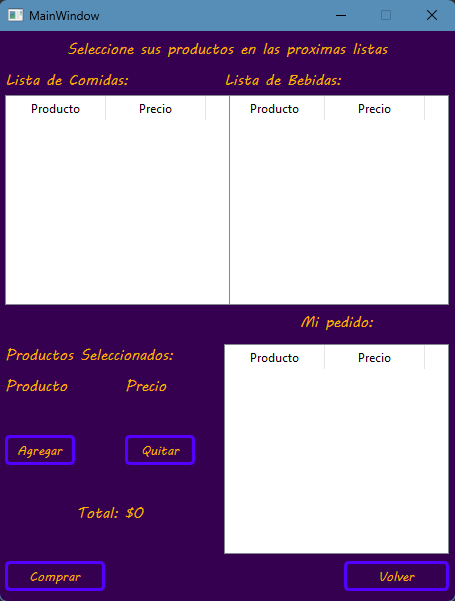 MainWindow
Seleccione sus productos en las proximas listas
Lista de Comidas: Lista de Bebidas:
Producto Precio Producto Precio
Mi pedido:
Productos Seleccionados:
Producto Precio
Producto Precio
Agregar Quitar
Total: $0
Comprar Volver